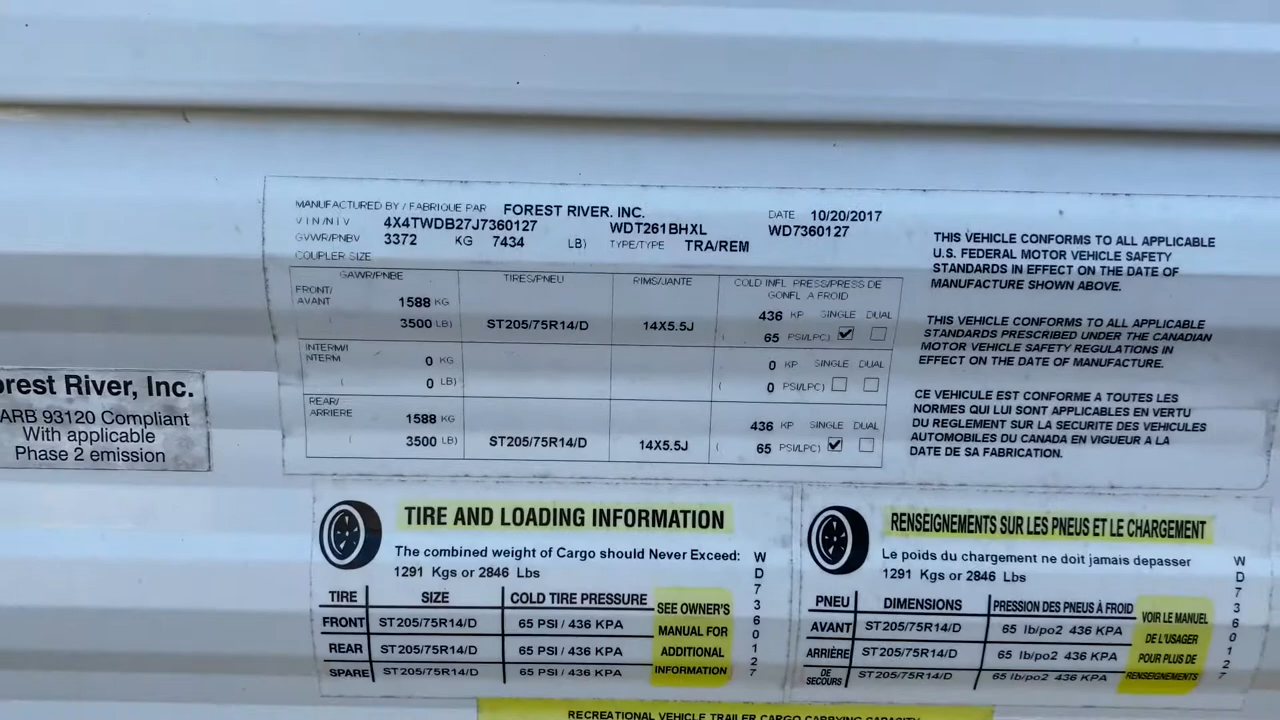 MANUFACTURED BY / FABRIQUE PAR FOREST RIVER, INC. DATE 10/20/2017
V I N / N I V 4X4TWDB27J7360127 WDT261BHXL WD7360127
GVWR/PNBV 3372 KG 7434 LB) TYPE/TYPE TRA/REM
COUPLER SIZE
GAWR/PNBE TIRES/PNEU RIMS/JANTE COLD INFL PRESS/PRESS DE
GONFL A FROID
FRONT/
AVANT 1588 KG 436 KP SINGLE DUAL
( 3500 LB) ST205/75R14/D 14X5.5J ( 65 PSI/LPC)
INTERM/I
NTERM 0 KG 0 KP SINGLE DUAL
( 0 LB) ( 0 PSI/LPC)
REAR/
ARRIERE 1588 KG 436 KP SINGLE DUAL
( 3500 LB) ST205/75R14/D 14X5.5J ( 65 PSI/LPC)
THIS VEHICLE CONFORMS TO ALL APPLICABLE
U.S. FEDERAL MOTOR VEHICLE SAFETY
STANDARDS IN EFFECT ON THE DATE OF
MANUFACTURE SHOWN ABOVE.
THIS VEHICLE CONFORMS TO ALL APPLICABLE
STANDARDS PRESCRIBED UNDER THE CANADIAN
MOTOR VEHICLE SAFETY REGULATIONS IN
EFFECT ON THE DATE OF MANUFACTURE.
CE VEHICULE EST CONFORME A TOUTES LES
NORMES QUI LUI SONT APPLICABLES EN VERTU
DU REGLEMENT SUR LA SECURITE DES VEHICULES
AUTOMOBILES DU CANADA EN VIGUEUR A LA
DATE DE SA FABRICATION.
orest River, Inc.
ARB 93120 Compliant
With applicable
Phase 2 emission
TIRE AND LOADING INFORMATION
The combined weight of Cargo should Never Exceed:
1291 Kgs or 2846 Lbs
TIRE SIZE COLD TIRE PRESSURE
FRONT ST205/75R14/D 65 PSI / 436 KPA
REAR ST205/75R14/D 65 PSI / 436 KPA
SPARE ST205/75R14/D 65 PSI / 436 KPA
SEE OWNER'S
MANUAL FOR
ADDITIONAL
INFORMATION
WD7360127
RENSEIGNEMENTS SUR LES PNEUS ET LE CHARGEMENT
Le poids du chargement ne doit jamais depasser
1291 Kgs or 2846 Lbs
PNEU DIMENSIONS PRESSION DES PNEUS À FROID
AVANT ST205/75R14/D 65 lb/po2 436 KPA
ARRIÈRE ST205/75R14/D 65 lb/po2 436 KPA
DE
SECOURS ST205/75R14/D 65 lb/po2 436 KPA
VOIR LE MANUEL
DE L'USAGER
POUR PLUS DE
RENSEIGNEMENTS
WD7360127
RECREATIONAL VEHICLE TRAILER CARGO CARRYING CAPACITY